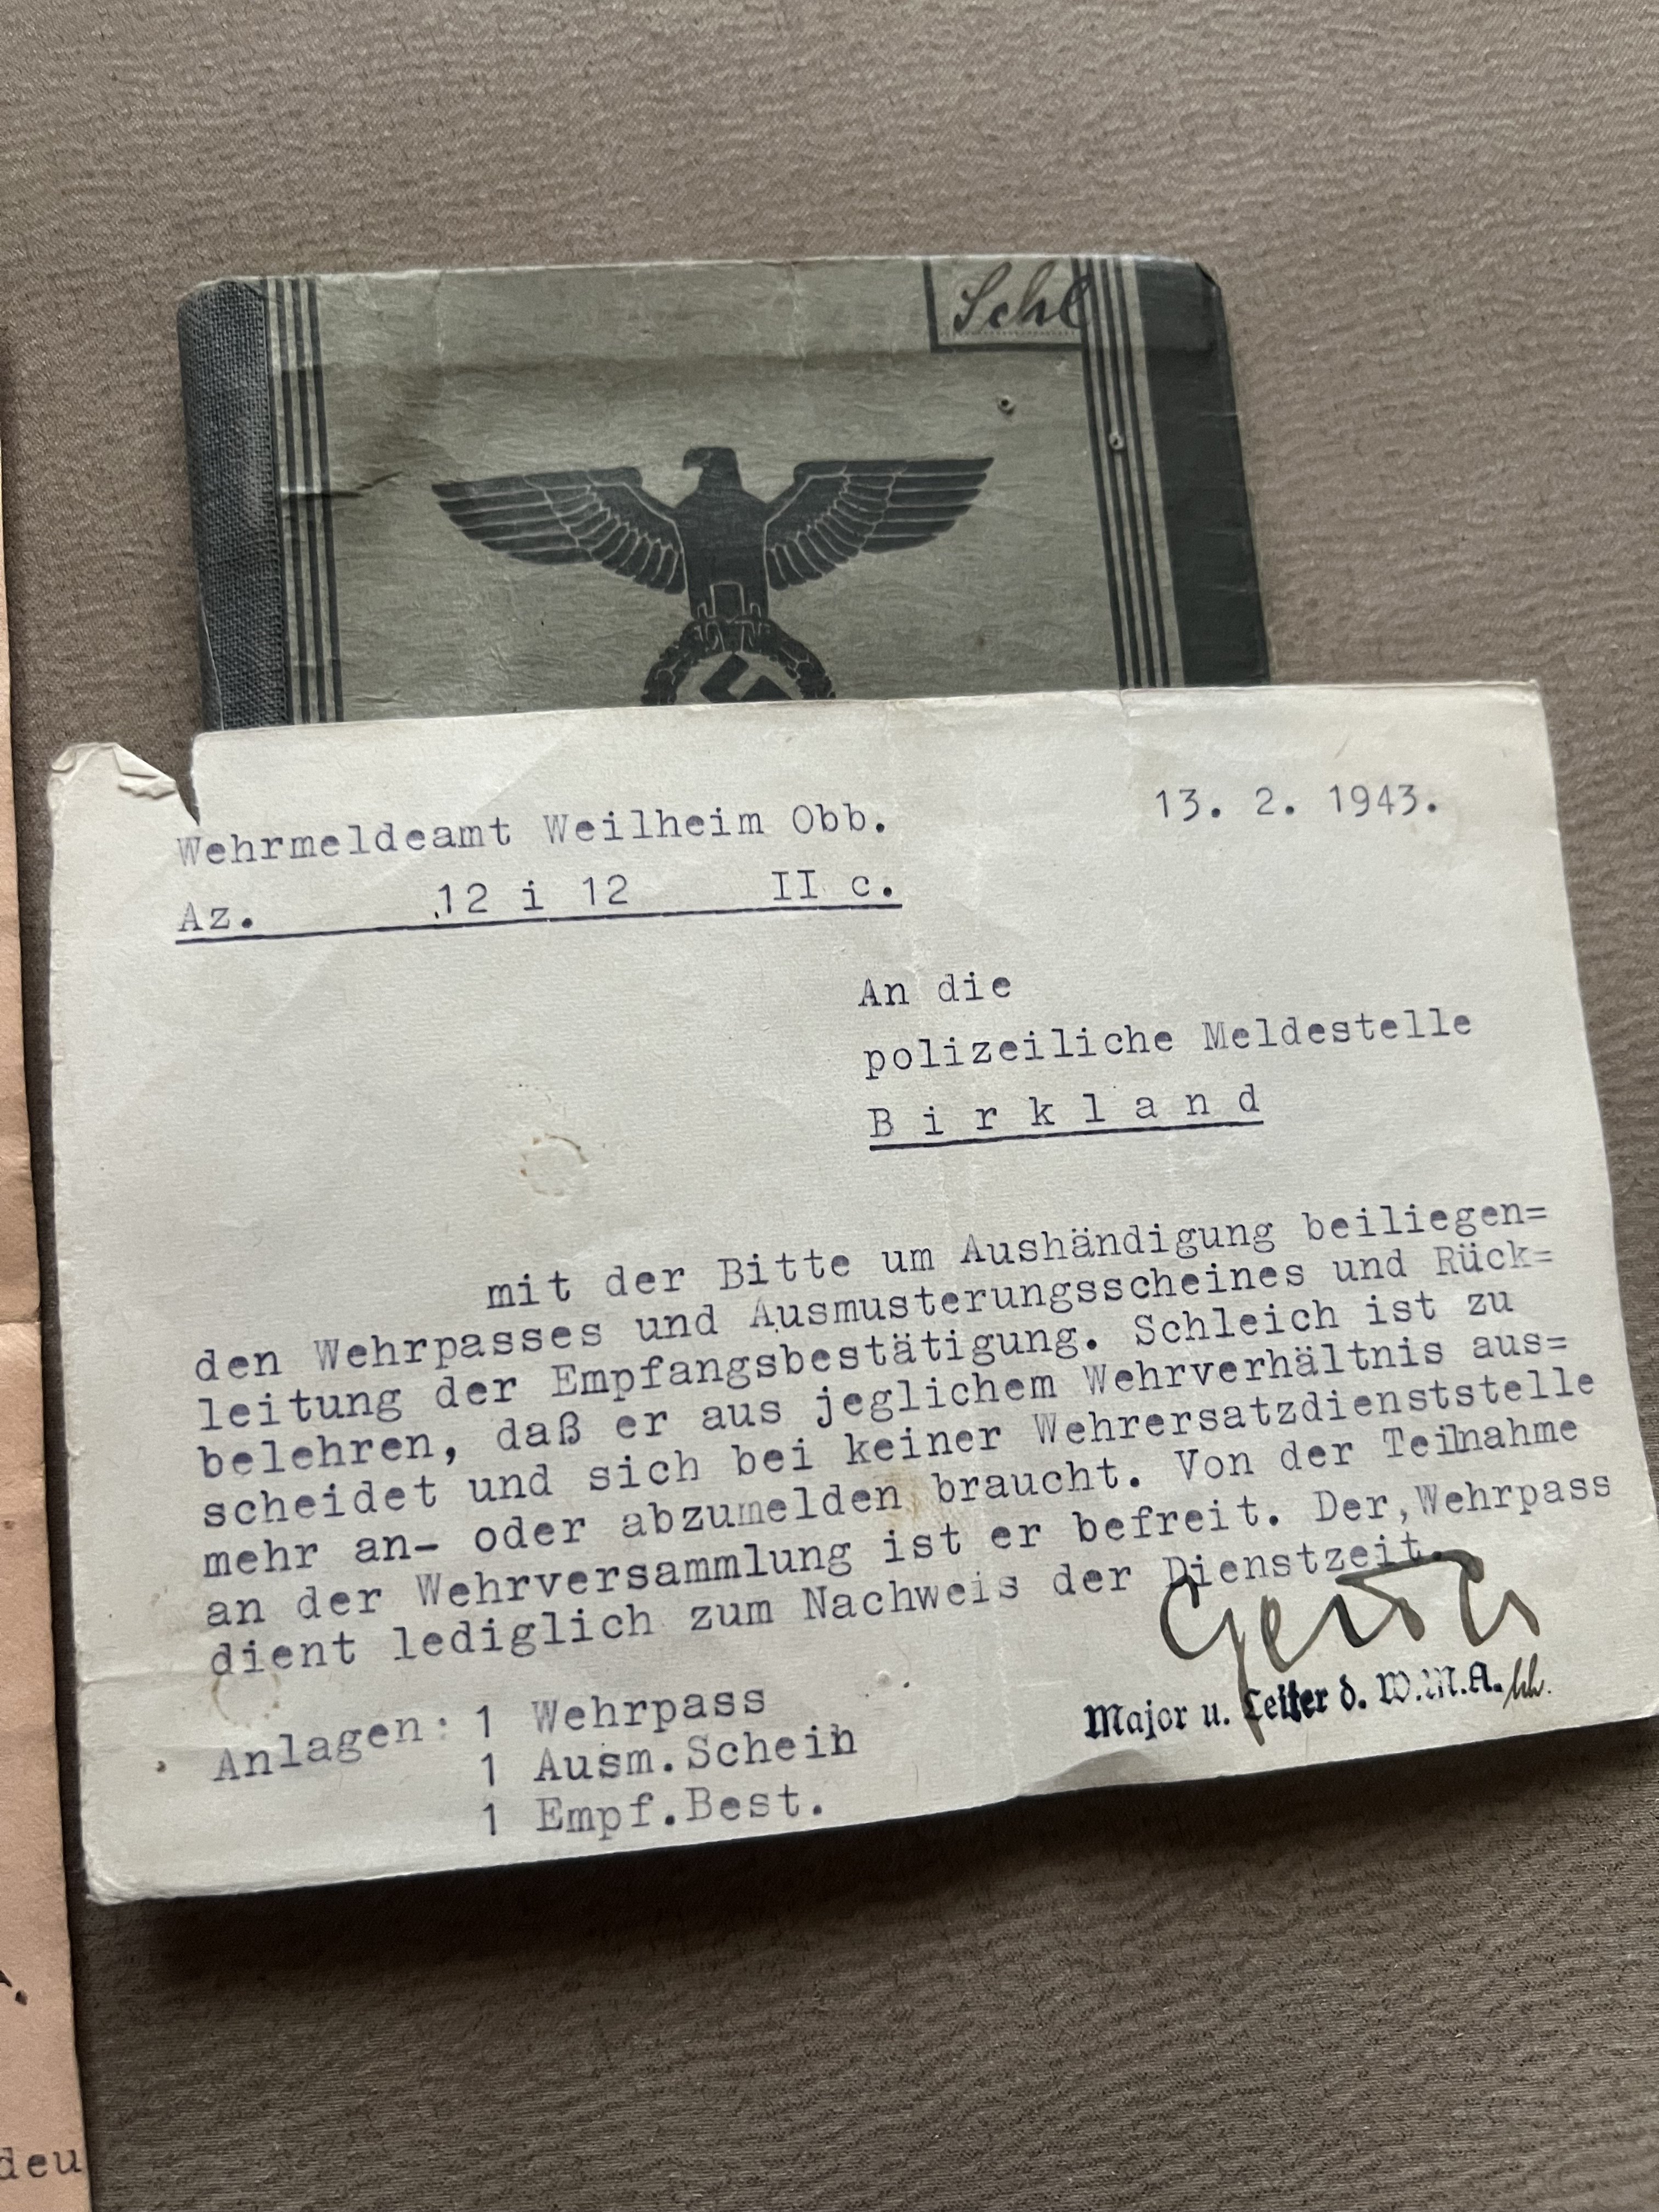 Schl
Wehrmeldeamt Weilheim Obb.
13. 2. 1943.
Az. 12 i 12 II c.
An die
polizeiliche Meldestelle
Birkland
mit der Bitte um Aushändigung beiliegen=
den Wehrpasses und Ausmusterungsscheines und Rück=
leitung der Empfangsbestätigung. Schleich ist zu
belehren, daß er aus jeglichem Wehrverhältnis aus=
scheidet und sich bei keiner Wehrersatzdienststelle
mehr an- oder abzumelden braucht. Von der Teilnahme
an der Wehrversammlung ist er befreit. Der,Wehrpass
dient lediglich zum Nachweis der Dienstzeit.
Major u. Leiter d. W.M.A.
Anlagen: 1 Wehrpass
1 Ausm.Schein
1 Empf.Best.
deu